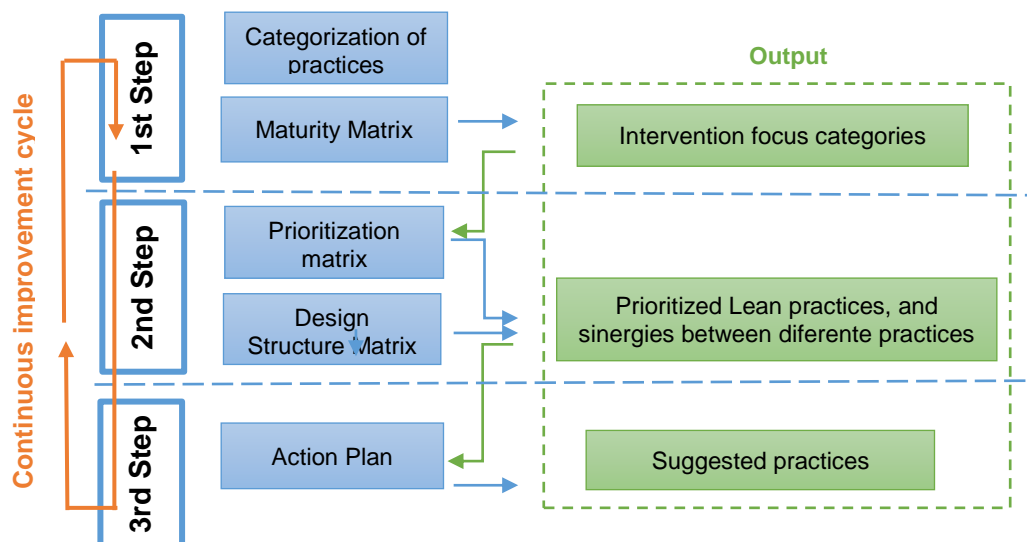 Continuous improvement cycle
1st Step
Categorization of
practices
Maturity Matrix
Output
Intervention focus categories
2nd Step
Prioritization
matrix
Design
Structure Matrix
Prioritized Lean practices, and
sinergies between diferente practices
3rd Step
Action Plan
Suggested practices